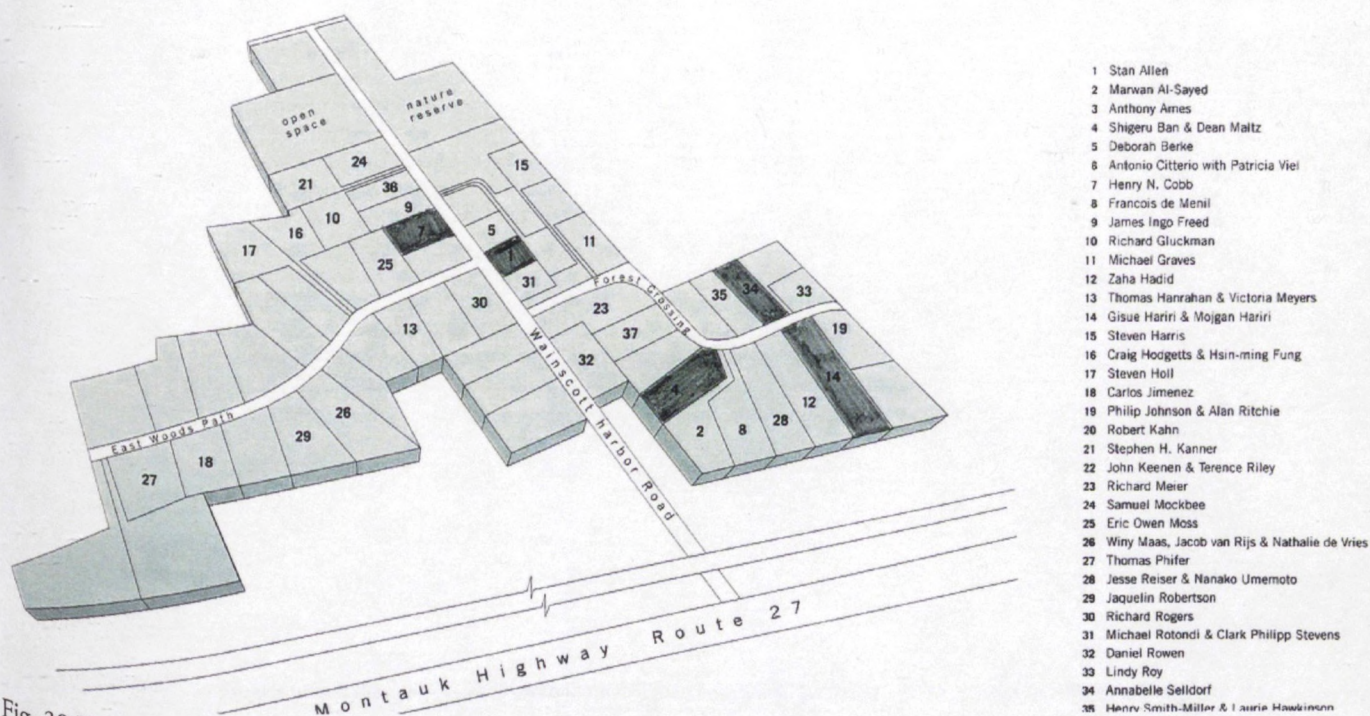 open
space
nature
reserve
24
15
21
36
9
10
7
5
16
17
11
7
25
31
Forest Crossing
35
34
33
30
23
13
37
19
32
Wainscott harbor Road
4
14
12
26
2
8
28
East Woods Path
29
18
27
Montauk Highway Route 27
1 Stan Allen
2 Marwan Al-Sayed
3 Anthony Ames
4 Shigeru Ban & Dean Maltz
5 Deborah Berke
6 Antonio Citterio with Patricia Viel
7 Henry N. Cobb
8 Francois de Menil
9 James Ingo Freed
10 Richard Gluckman
11 Michael Graves
12 Zaha Hadid
13 Thomas Hanrahan & Victoria Meyers
14 Gisue Hariri & Mojgan Hariri
15 Steven Harris
16 Craig Hodgetts & Hsin-ming Fung
17 Steven Holl
18 Carlos Jimenez
19 Philip Johnson & Alan Ritchie
20 Robert Kahn
21 Stephen H. Kanner
22 John Keenen & Terence Riley
23 Richard Meier
24 Samuel Mockbee
25 Eric Owen Moss
26 Winy Maas, Jacob van Rijs & Nathalie de Vries
27 Thomas Phifer
28 Jesse Reiser & Nanako Umemoto
29 Jaquelin Robertson
30 Richard Rogers
31 Michael Rotondi & Clark Philipp Stevens
32 Daniel Rowen
33 Lindy Roy
34 Annabelle Selldorf
35 Henry Smith-Miller & Laurie Hawkinson
Fig.